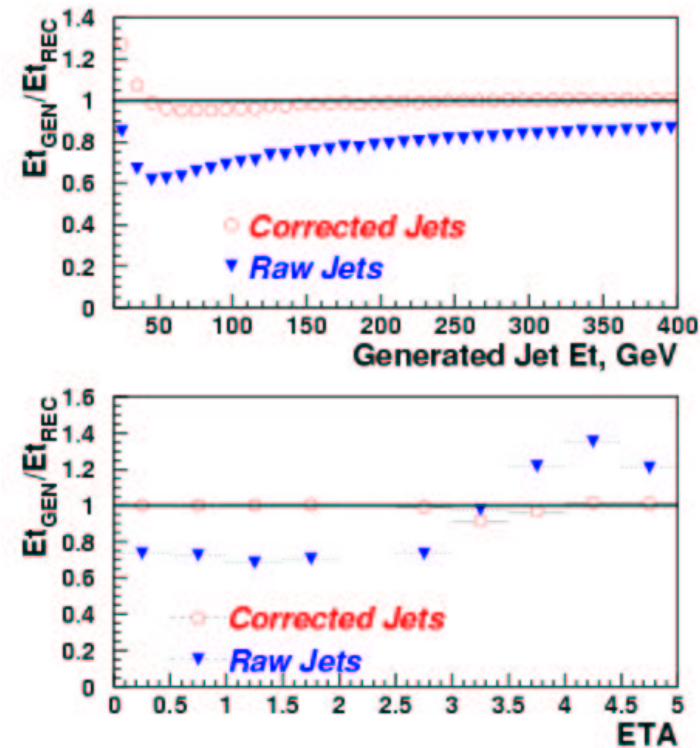 Et_GEN/Et_REC
1.4
1.2
1
0.8
0.6
0.4
0.2
0
Corrected Jets
Raw Jets
50 100 150 200 250 300 350 400
Generated Jet Et, GeV
Et_GEN/Et_REC
1.6
1.4
1.2
1
0.8
0.6
0.4
0.2
0
Corrected Jets
Raw Jets
0 0.5 1 1.5 2 2.5 3 3.5 4 4.5 5
ETA